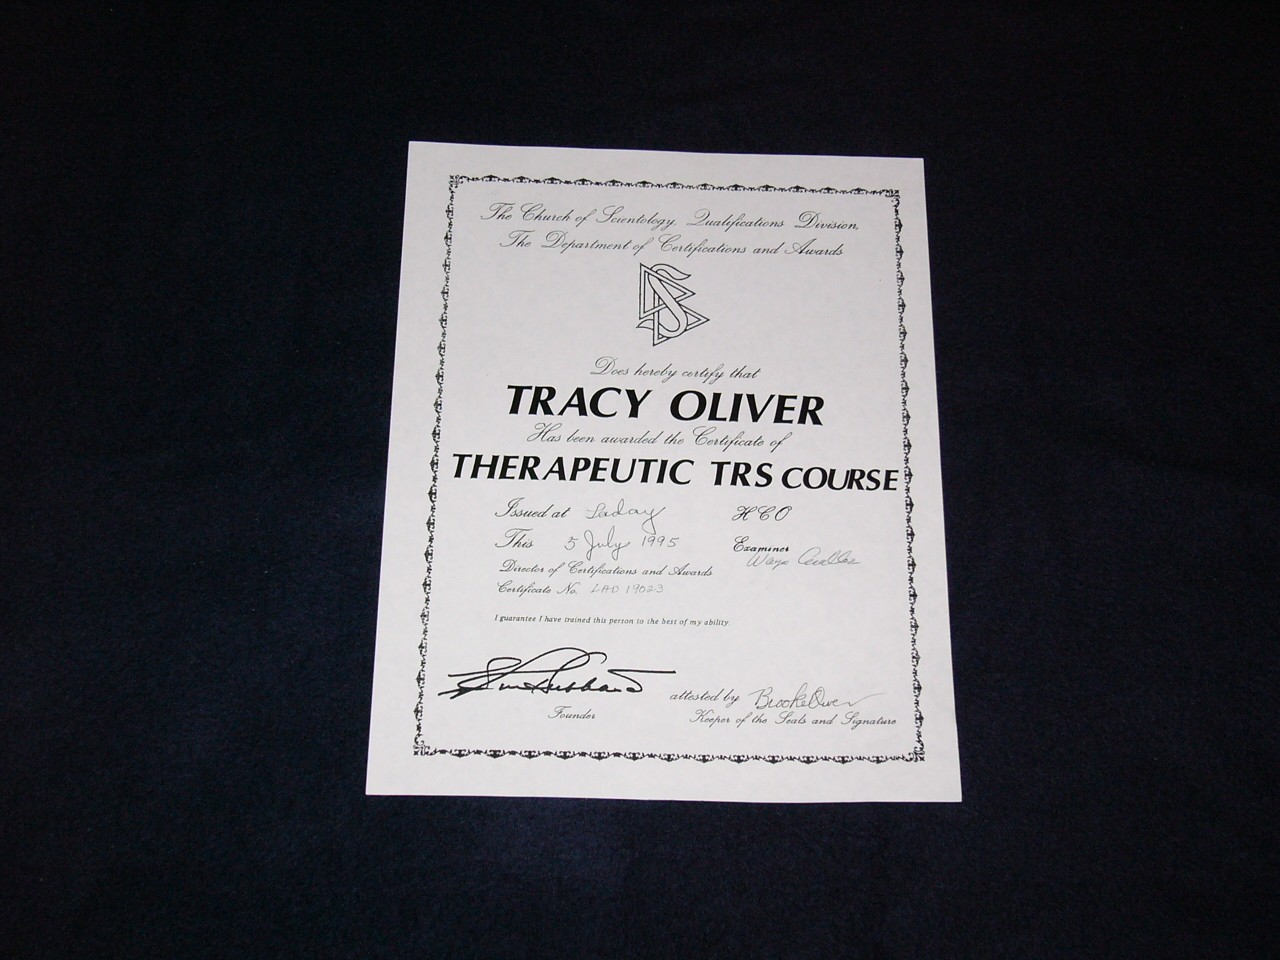 The Church of Scientology, Qualifications Division,
The Department of Certifications and Awards
Does hereby certify that
TRACY OLIVER
Has been awarded the Certificate of
THERAPEUTIC TRS COURSE
Issued at
HCO
This 5 July 1995
Examiner
Director of Certifications and Awards
Certificate No. LAD 19023
I guarantee I have trained this person to the best of my ability.
Hubbard
Founder
attested by Brooke Owen
Keeper of the Seals and Signature